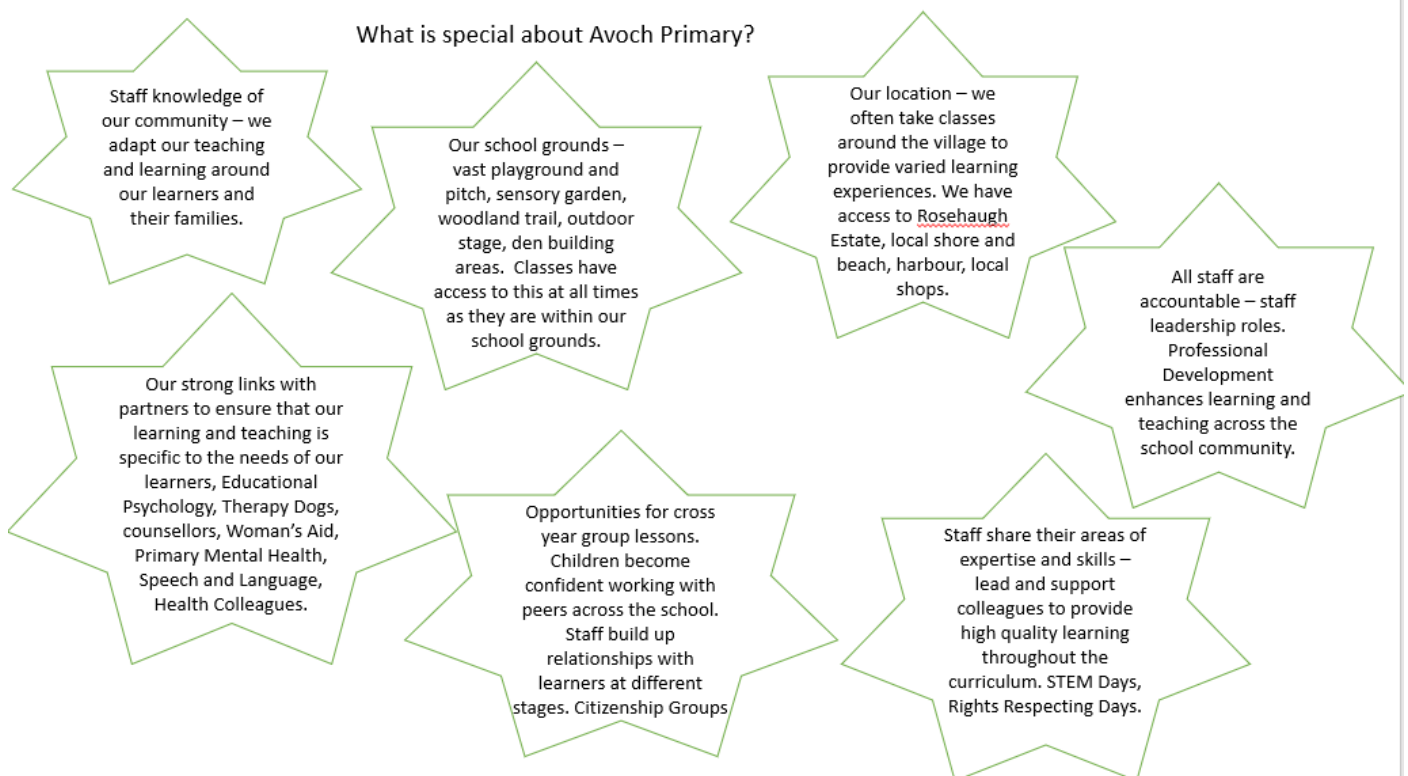 What is special about Avoch Primary?
Staff knowledge of
our community – we
adapt our teaching
and learning around
our learners and
their families.
Our school grounds –
vast playground and
pitch, sensory garden,
woodland trail, outdoor
stage, den building
areas.  Classes have
access to this at all times
as they are within our
school grounds.
Our location – we
often take classes
around the village to
provide varied learning
experiences. We have
access to Rosehaugh
Estate, local shore and
beach, harbour, local
shops.
All staff are
accountable – staff
leadership roles.
Professional
Development
enhances learning and
teaching across the
school community.
Our strong links with
partners to ensure that our
learning and teaching is
specific to the needs of our
learners, Educational
Psychology, Therapy Dogs,
counsellors, Woman’s Aid,
Primary Mental Health,
Speech and Language,
Health Colleagues.
Opportunities for cross
year group lessons.
Children become
confident working with
peers across the school.
Staff build up
relationships with
learners at different
stages. Citizenship Groups
Staff share their areas of
expertise and skills –
lead and support
colleagues to provide
high quality learning
throughout the
curriculum. STEM Days,
Rights Respecting Days.